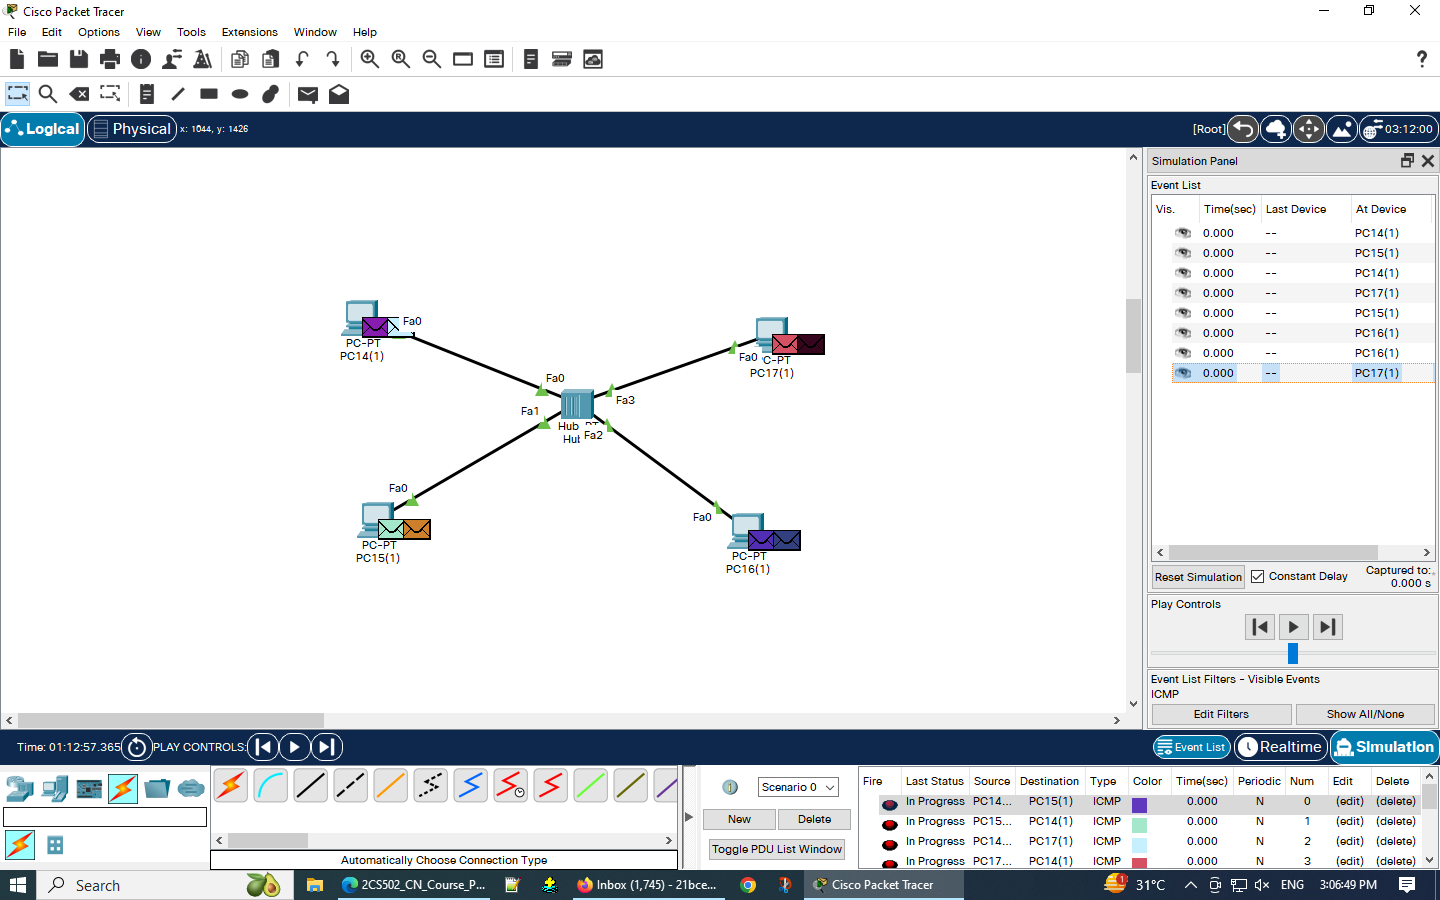 Cisco Packet Tracer
File Edit Options View Tools Extensions Window Help
Logical Physical x: 1044, y: 1426 [Root] 03:12:00
Simulation Panel
Event List
Vis. Time(sec) Last Device At Device
0.000 -- PC14(1)
0.000 -- PC15(1)
0.000 -- PC14(1)
0.000 -- PC17(1)
0.000 -- PC15(1)
0.000 -- PC16(1)
0.000 -- PC16(1)
0.000 -- PC17(1)
Fa0
PC-PT
PC14(1)
Fa0
C-PT
PC17(1)
Fa0
Fa3
Fa1
Hub PT
Hub
Fa2
Fa0
PC-PT
PC15(1)
Fa0
PC-PT
PC16(1)
Reset Simulation Constant Delay Captured to:
0.000 s
Play Controls
Event List Filters - Visible Events
ICMP
Edit Filters Show All/None
Time: 01:12:57.365 PLAY CONTROLS: Event List Realtime Simulation
Automatically Choose Connection Type
Scenario 0
New Delete
Toggle PDU List Window
Fire Last Status Source Destination Type Color Time(sec) Periodic Num Edit Delete
In Progress PC14... PC15(1) ICMP 0.000 N 0 (edit) (delete)
In Progress PC15... PC14(1) ICMP 0.000 N 1 (edit) (delete)
In Progress PC14... PC17(1) ICMP 0.000 N 2 (edit) (delete)
In Progress PC17... PC14(1) ICMP 0.000 N 3 (edit) (delete)
Search 2CS502_CN_Course_P... Inbox (1,745) - 21bce... Cisco Packet Tracer 1 31°C ENG 3:06:49 PM